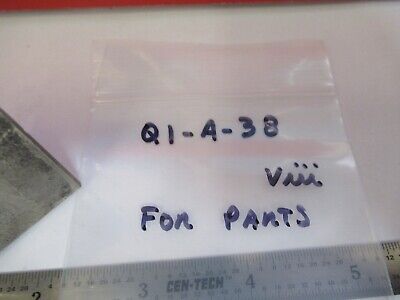 Q1-A-38
Viii
FOR PARTS
CEN-TECH
2 3 4 5